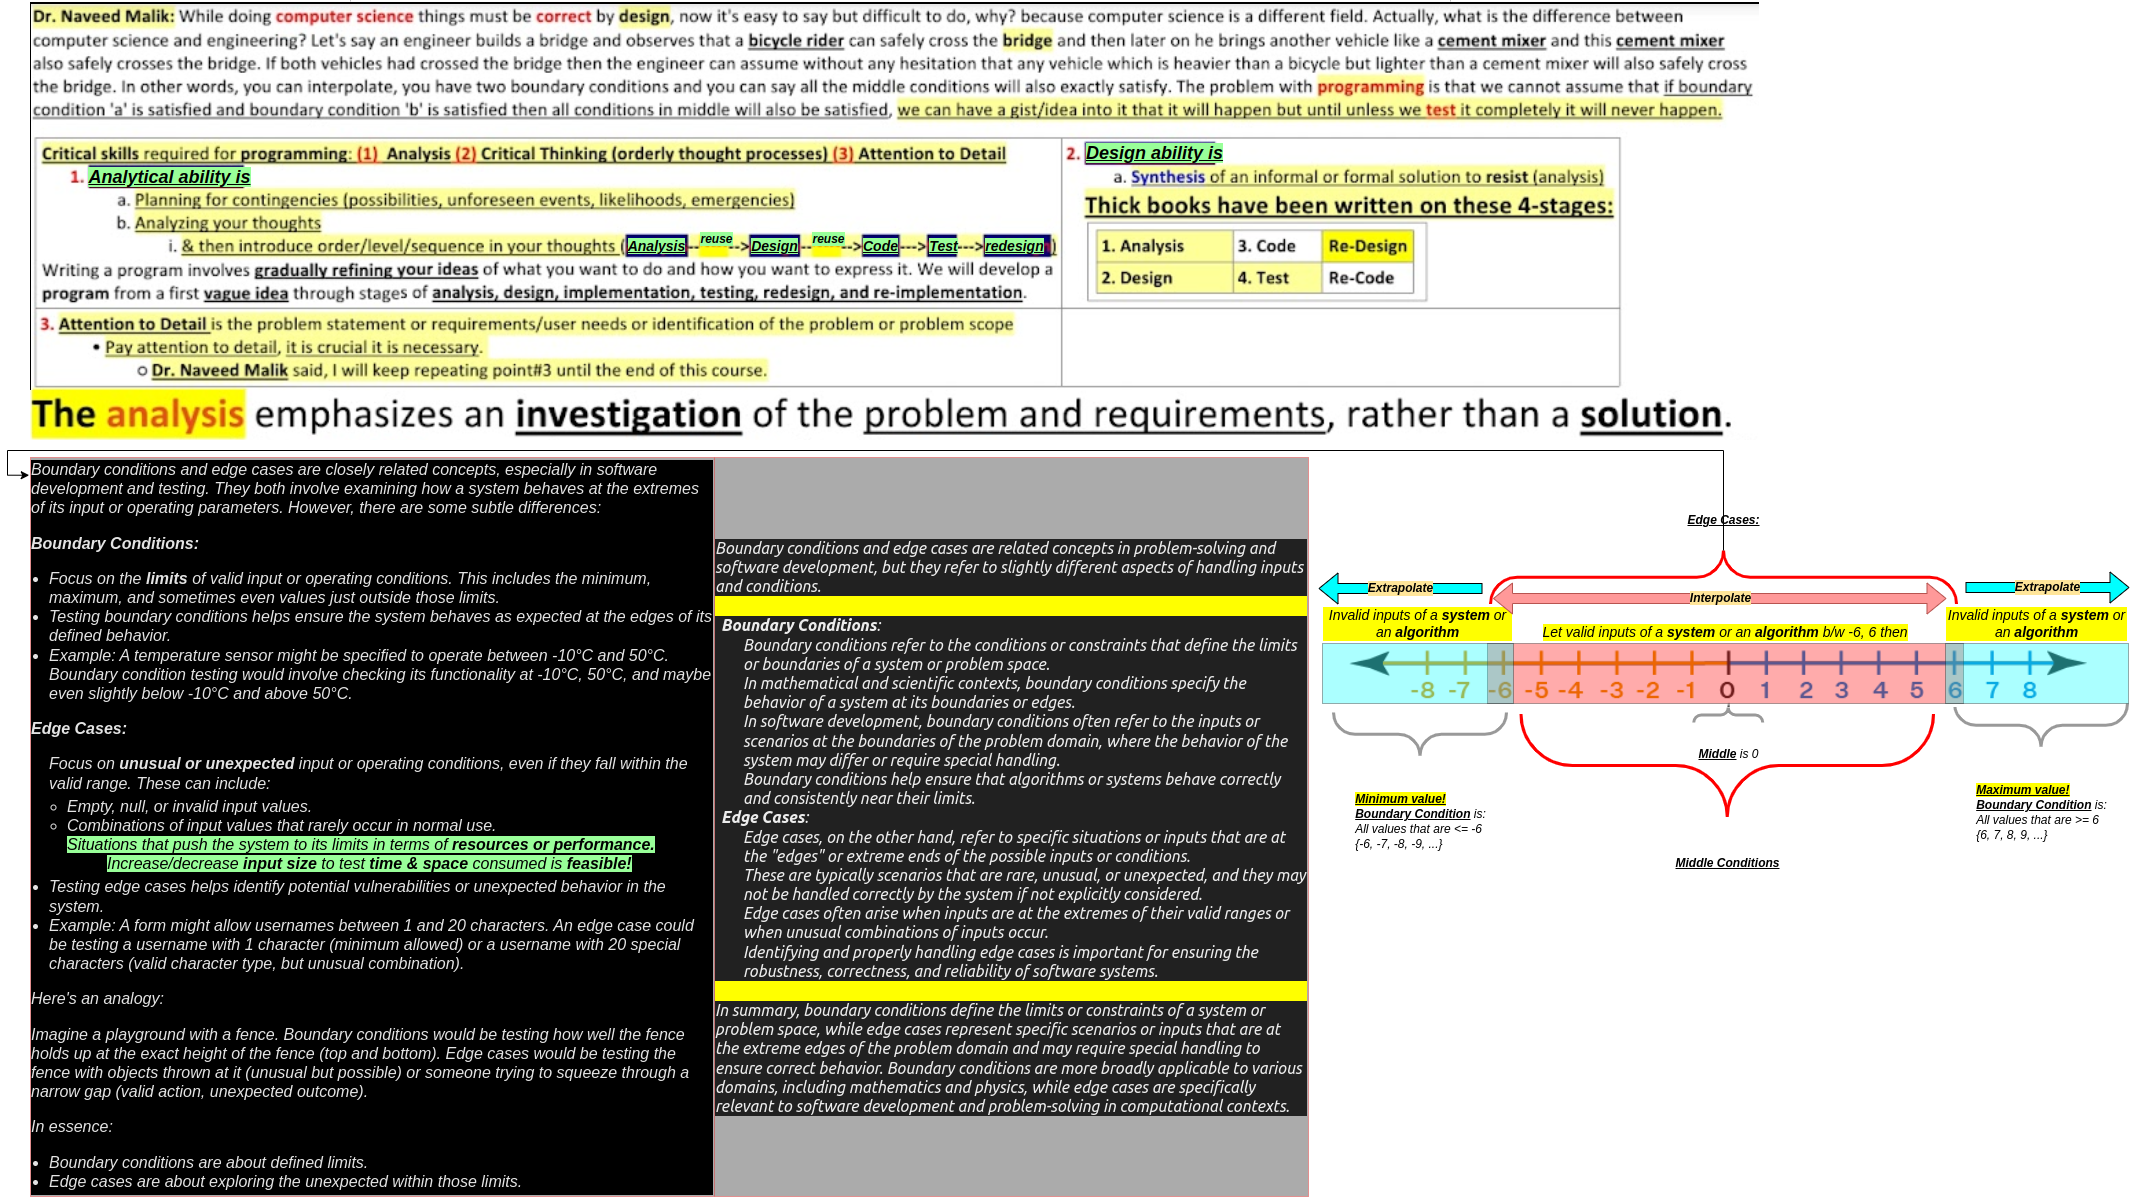 Dr. Naveed Malik: While doing computer science things must be correct by design, now it's easy to say but difficult to do, why? because computer science is a different field. Actually, what is the difference between
computer science and engineering? Let's say an engineer builds a bridge and observes that a bicycle rider can safely cross the bridge and then later on he brings another vehicle like a cement mixer and this cement mixer
also safely crosses the bridge. If both vehicles had crossed the bridge then the engineer can assume without any hesitation that any vehicle which is heavier than a bicycle but lighter than a cement mixer will also safely cross
the bridge. In other words, you can interpolate, you have two boundary conditions and you can say all the middle conditions will also exactly satisfy. The problem with programming is that we cannot assume that if boundary
condition 'a' is satisfied and boundary condition 'b' is satisfied then all conditions in middle will also be satisfied, we can have a gist/idea into it that it will happen but until unless we test it completely it will never happen.
Critical skills required for programming: (1) Analysis (2) Critical Thinking (orderly thought processes) (3) Attention to Detail
1. Analytical ability is
a. Planning for contingencies (possibilities, unforeseen events, likelihoods, emergencies)
b. Analyzing your thoughts
i. & then introduce order/level/sequence in your thoughts (Analysis--reuse-->Design--reuse-->Code--->Test--->redesign)
Writing a program involves gradually refining your ideas of what you want to do and how you want to express it. We will develop a
program from a first vague idea through stages of analysis, design, implementation, testing, redesign, and re-implementation.
2. Design ability is
a. Synthesis of an informal or formal solution to resist (analysis)
Thick books have been written on these 4-stages:
1. Analysis 3. Code Re-Design
2. Design 4. Test Re-Code
3. Attention to Detail is the problem statement or requirements/user needs or identification of the problem or problem scope
• Pay attention to detail, it is crucial it is necessary.
o Dr. Naveed Malik said, I will keep repeating point#3 until the end of this course.
The analysis emphasizes an investigation of the problem and requirements, rather than a solution.
Boundary conditions and edge cases are closely related concepts, especially in software
development and testing. They both involve examining how a system behaves at the extremes
of its input or operating parameters. However, there are some subtle differences:
Boundary Conditions:
• Focus on the limits of valid input or operating conditions. This includes the minimum,
maximum, and sometimes even values just outside those limits.
• Testing boundary conditions helps ensure the system behaves as expected at the edges of its
defined behavior.
• Example: A temperature sensor might be specified to operate between -10°C and 50°C.
Boundary condition testing would involve checking its functionality at -10°C, 50°C, and maybe
even slightly below -10°C and above 50°C.
Edge Cases:
Focus on unusual or unexpected input or operating conditions, even if they fall within the
valid range. These can include:
○ Empty, null, or invalid input values.
○ Combinations of input values that rarely occur in normal use.
Situations that push the system to its limits in terms of resources or performance.
Increase/decrease input size to test time & space consumed is feasible!
• Testing edge cases helps identify potential vulnerabilities or unexpected behavior in the
system.
• Example: A form might allow usernames between 1 and 20 characters. An edge case could
be testing a username with 1 character (minimum allowed) or a username with 20 special
characters (valid character type, but unusual combination).
Here's an analogy:
Imagine a playground with a fence. Boundary conditions would be testing how well the fence
holds up at the exact height of the fence (top and bottom). Edge cases would be testing the
fence with objects thrown at it (unusual but possible) or someone trying to squeeze through a
narrow gap (valid action, unexpected outcome).
In essence:
• Boundary conditions are about defined limits.
• Edge cases are about exploring the unexpected within those limits.
Boundary conditions and edge cases are related concepts in problem-solving and
software development, but they refer to slightly different aspects of handling inputs
and conditions.
Boundary Conditions:
Boundary conditions refer to the conditions or constraints that define the limits
or boundaries of a system or problem space.
In mathematical and scientific contexts, boundary conditions specify the
behavior of a system at its boundaries or edges.
In software development, boundary conditions often refer to the inputs or
scenarios at the boundaries of the problem domain, where the behavior of the
system may differ or require special handling.
Boundary conditions help ensure that algorithms or systems behave correctly
and consistently near their limits.
Edge Cases:
Edge cases, on the other hand, refer to specific situations or inputs that are at
the "edges" or extreme ends of the possible inputs or conditions.
These are typically scenarios that are rare, unusual, or unexpected, and they may
not be handled correctly by the system if not explicitly considered.
Edge cases often arise when inputs are at the extremes of their valid ranges or
when unusual combinations of inputs occur.
Identifying and properly handling edge cases is important for ensuring the
robustness, correctness, and reliability of software systems.
In summary, boundary conditions define the limits or constraints of a system or
problem space, while edge cases represent specific scenarios or inputs that are at
the extreme edges of the problem domain and may require special handling to
ensure correct behavior. Boundary conditions are more broadly applicable to various
domains, including mathematics and physics, while edge cases are specifically
relevant to software development and problem-solving in computational contexts.
Edge Cases:
Extrapolate
Interpolate
Extrapolate
Invalid inputs of a system or
an algorithm
Let valid inputs of a system or an algorithm b/w -6, 6 then
Invalid inputs of a system or
an algorithm
-8 -7 -6 -5 -4 -3 -2 -1 0 1 2 3 4 5 6 7 8
Middle is 0
Minimum value!
Boundary Condition is:
All values that are <= -6
{-6, -7, -8, -9, ...}
Maximum value!
Boundary Condition is:
All values that are >= 6
{6, 7, 8, 9, ...}
Middle Conditions